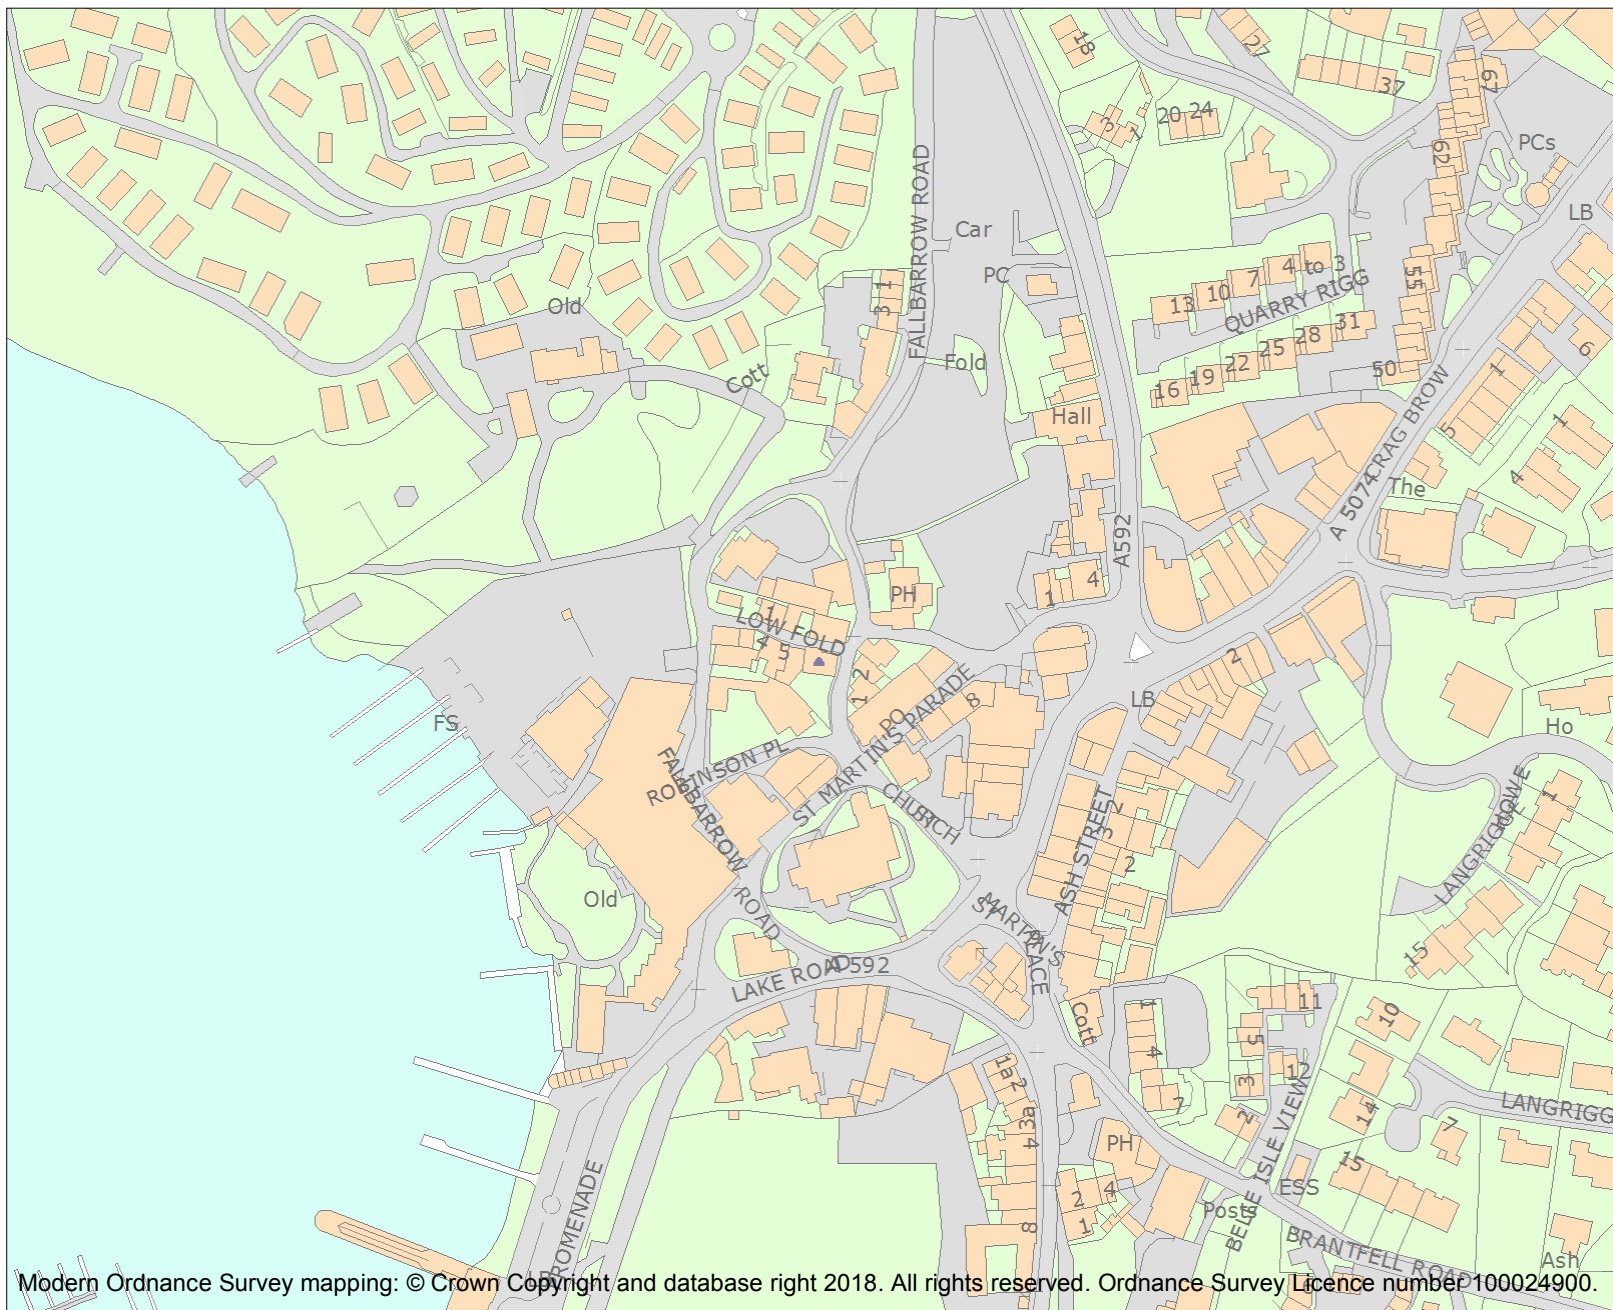 18
27
37
67
3
1
20 24
62
PCs
LB
FALLBARROW ROAD
Car
PC
1
3
Old
13
10
7
4 to 3
QUARRY RIGG
55
31
28
25
22
19
16
50
6
1
5
Fold
Cott
Hall
A 5074
CRAG BROW
The
1
4
A592
4
1
PH
1
LOW FOLD
4
5
2
1
2
LB
8
PO
ST MARTIN'S PARADE
FS
Ho
ROBINSON PL
FALLBARROW ROAD
CHURCH ST
ASH STREET
2
3
2
LANGRIGGE
HOWE
1
Old
MARTIN'S
PLACE
15
LAKE ROAD
A 592
Cott
1
4
7
11
5
3
12
2
10
14
7
LANGRIGG
1a
2
3a
4
PH
BELLE ISLE VIEW
15
ESS
2
4
1
Posts
8
BRANTFELL ROAD
Ash
PROMENADE
LB
6
Modern Ordnance Survey mapping: © Crown Copyright and database right 2018. All rights reserved. Ordnance Survey Licence number 100024900.